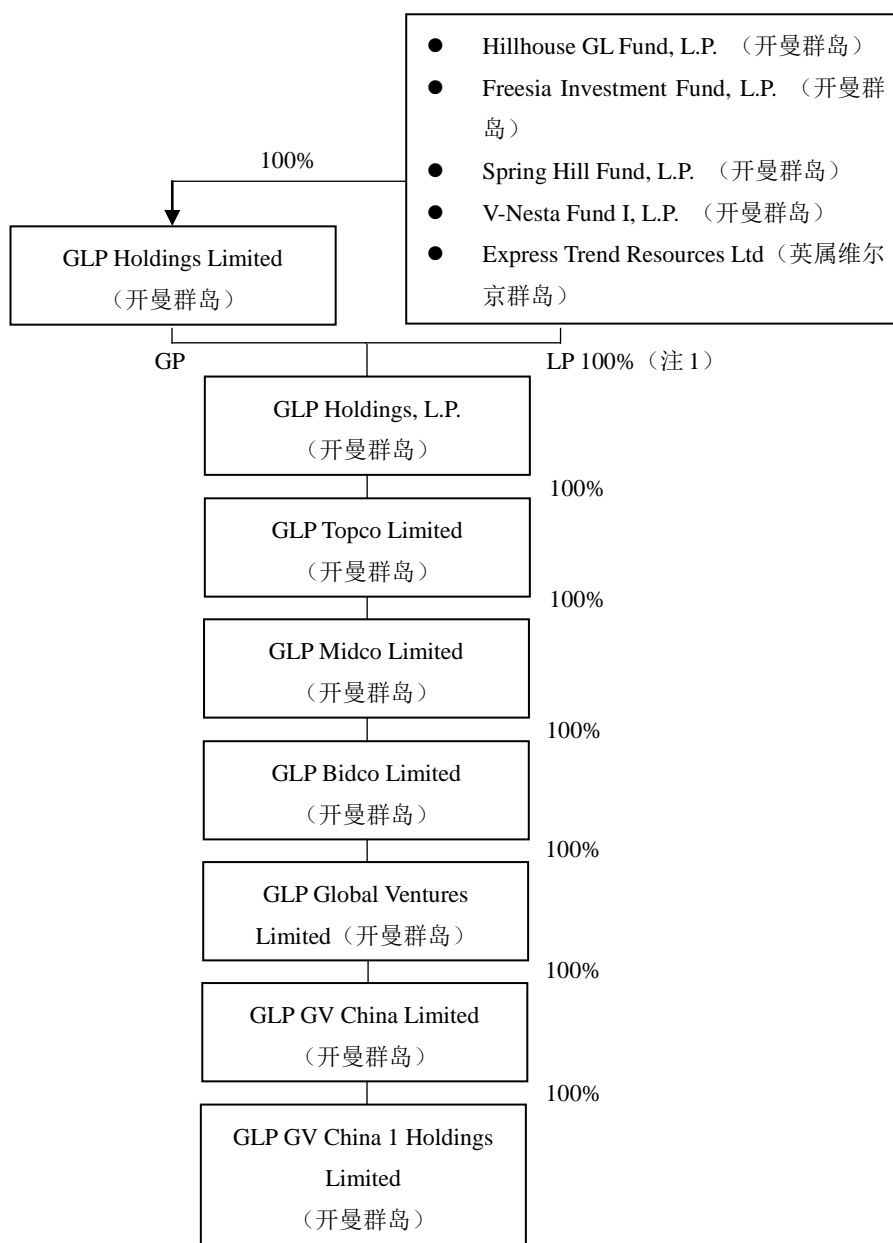 ● Hillhouse GL Fund, L.P. （开曼群岛）
● Freesia Investment Fund, L.P. （开曼群
岛）
● Spring Hill Fund, L.P. （开曼群岛）
● V-Nesta Fund I, L.P. （开曼群岛）
● Express Trend Resources Ltd（英属维尔
京群岛）
100%
GLP Holdings Limited
（开曼群岛）
GP
LP 100%（注 1）
GLP Holdings, L.P.
（开曼群岛）
100%
GLP Topco Limited
（开曼群岛）
100%
GLP Midco Limited
（开曼群岛）
100%
GLP Bidco Limited
（开曼群岛）
100%
GLP Global Ventures
Limited（开曼群岛）
100%
GLP GV China Limited
（开曼群岛）
100%
GLP GV China 1 Holdings
Limited
（开曼群岛）